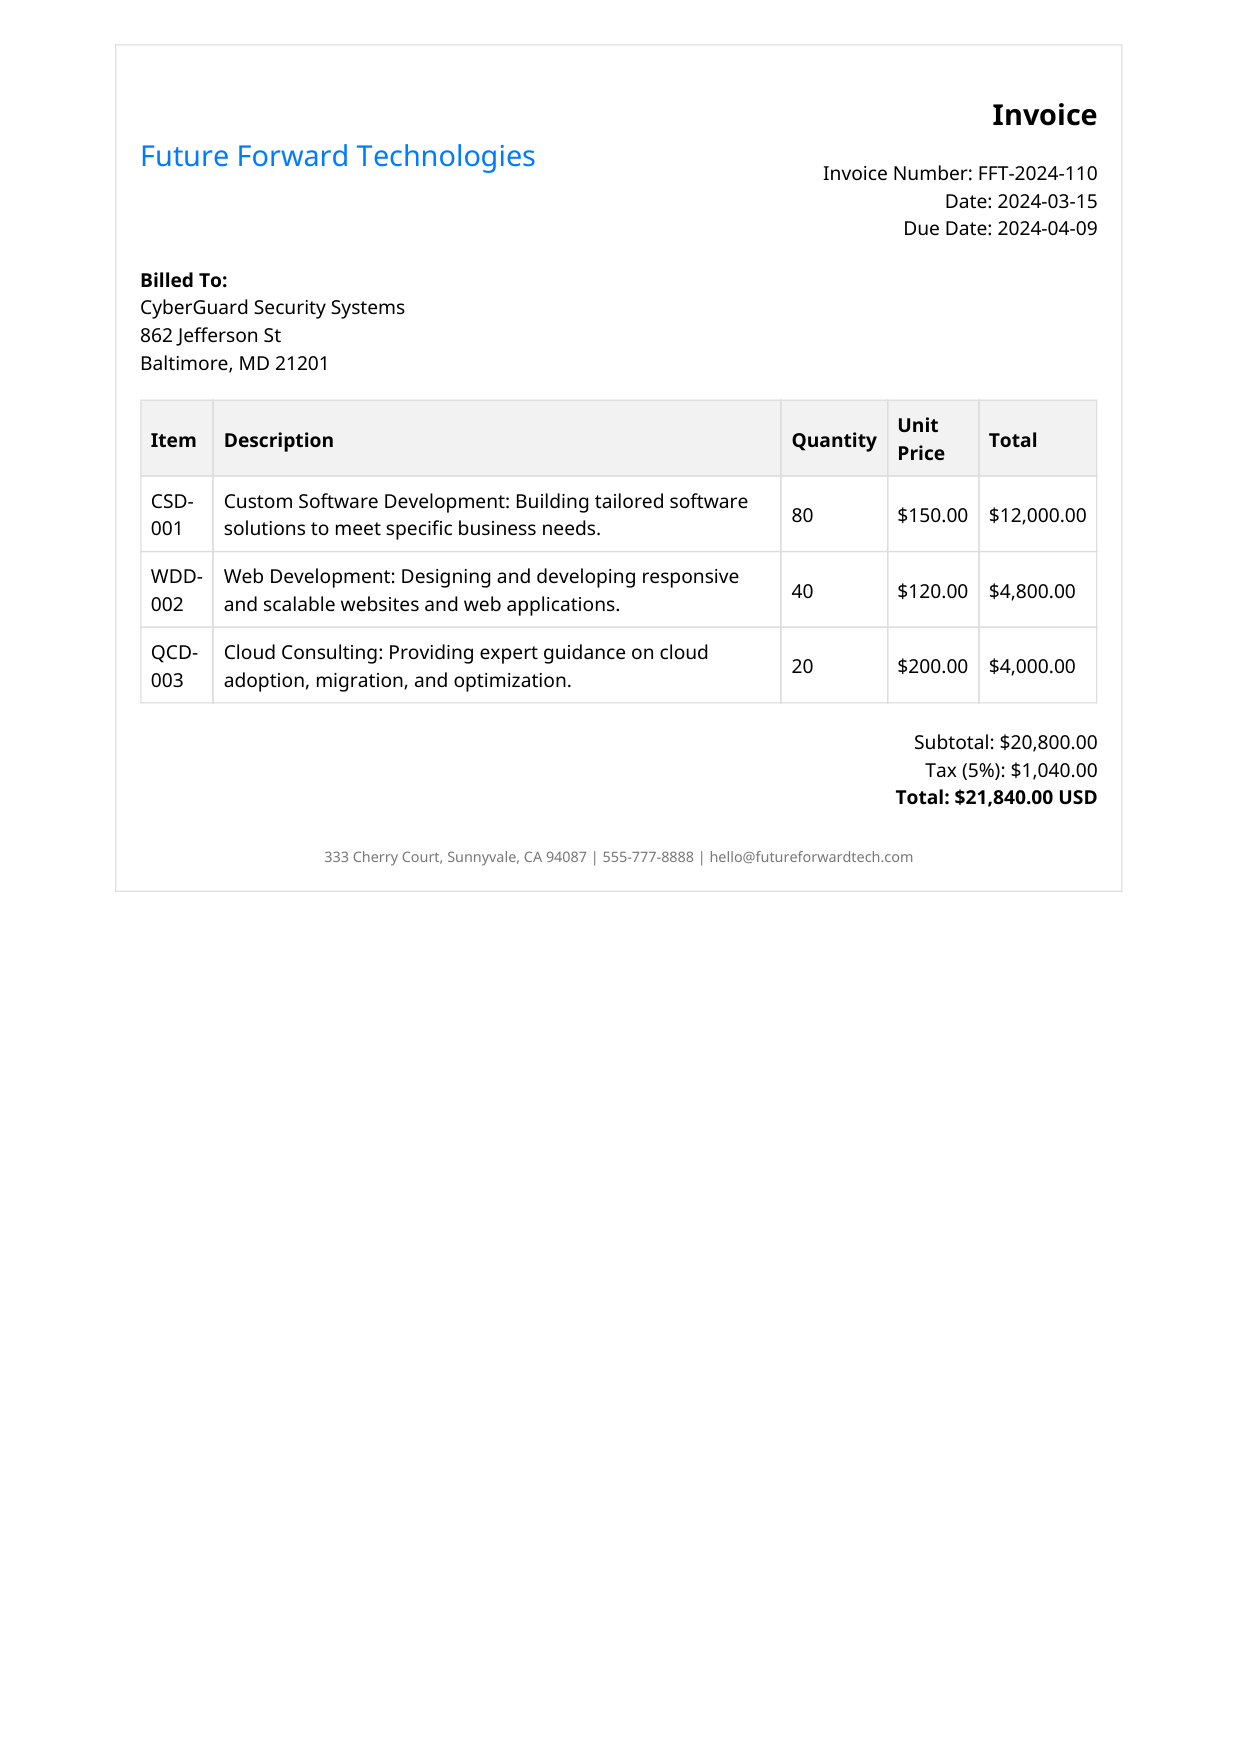 Invoice
Future Forward Technologies
Invoice Number: FFT-2024-110
Date: 2024-03-15
Due Date: 2024-04-09
Billed To:
CyberGuard Security Systems
862 Jefferson St
Baltimore, MD 21201
Item Description Quantity Unit Price Total
CSD-001 Custom Software Development: Building tailored software solutions to meet specific business needs. 80 $150.00 $12,000.00
WDD-002 Web Development: Designing and developing responsive and scalable websites and web applications. 40 $120.00 $4,800.00
QCD-003 Cloud Consulting: Providing expert guidance on cloud adoption, migration, and optimization. 20 $200.00 $4,000.00
Subtotal: $20,800.00
Tax (5%): $1,040.00
Total: $21,840.00 USD
333 Cherry Court, Sunnyvale, CA 94087 | 555-777-8888 | hello@futureforwardtech.com